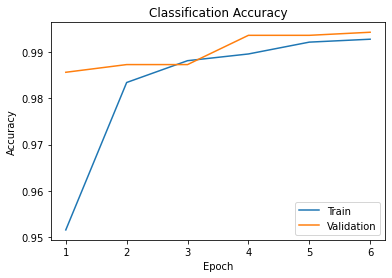 Classification Accuracy
Accuracy
0.99
0.98
0.97
0.96
0.95
1 2 3 4 5 6
Epoch
Train
Validation